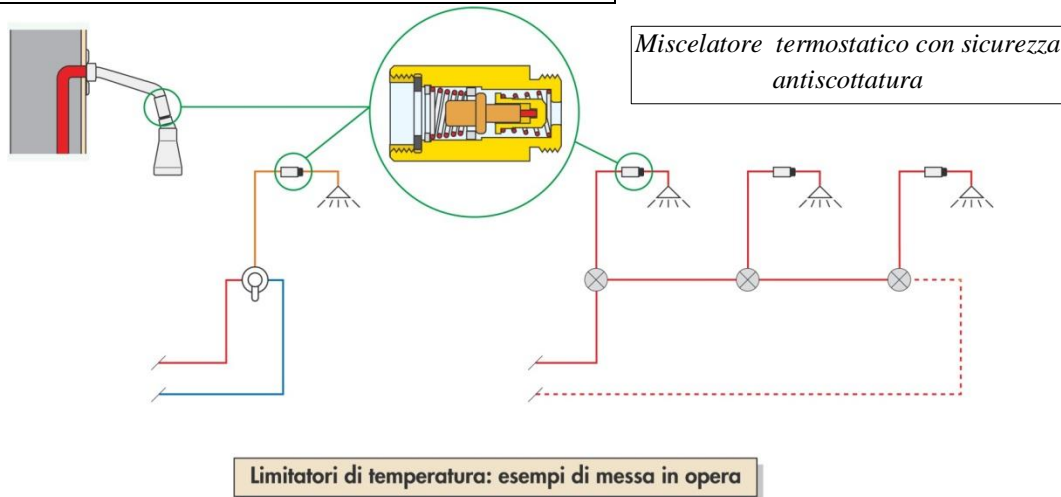 Miscelatore termostatico con sicurezza
antiscottatura
Limitatori di temperatura: esempi di messa in opera